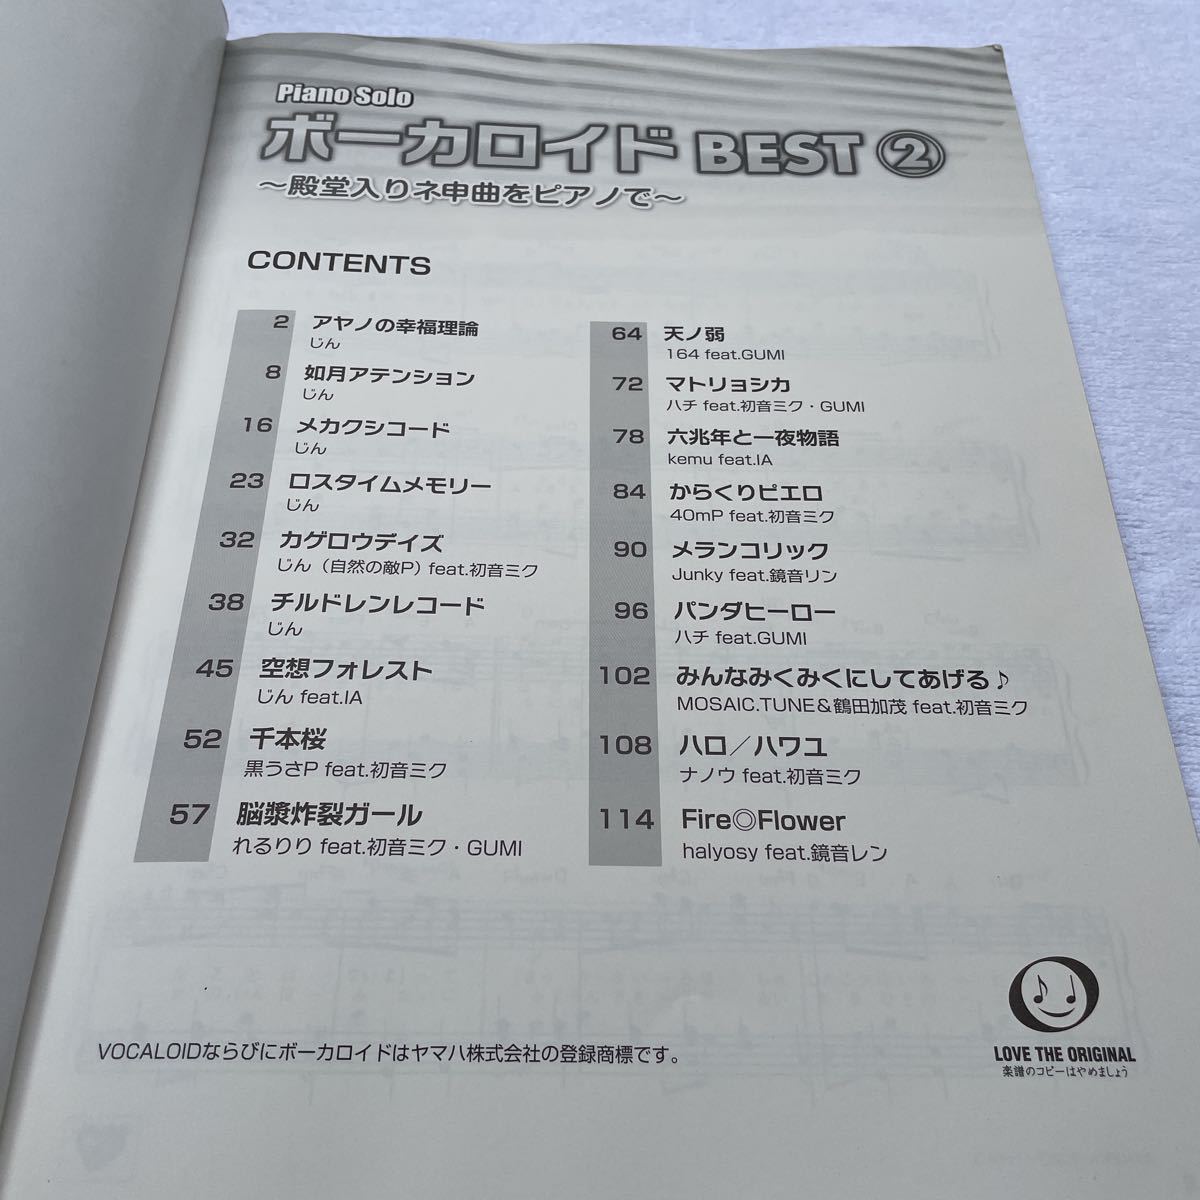 Piano Solo
ボーカロイド BEST ②
～殿堂入りネ申曲をピアノで～
CONTENTS
2 アヤノの幸福理論
じん
8 如月アテンション
じん
16 メカクシコード
じん
23 ロスタイムメモリー
じん
32 カゲロウデイズ
じん（自然の敵P）feat.初音ミク
38 チルドレンレコード
じん
45 空想フォレスト
じん feat.IA
52 千本桜
黒うさP feat.初音ミク
57 脳漿炸裂ガール
れるりり feat.初音ミク・GUMI
64 天ノ弱
164 feat.GUMI
72 マトリョシカ
ハチ feat.初音ミク・GUMI
78 六兆年と一夜物語
kemu feat.IA
84 からくりピエロ
40mP feat.初音ミク
90 メランコリック
Junky feat.鏡音リン
96 パンダヒーロー
ハチ feat.GUMI
102 みんなみくみくにしてあげる♪
MOSAIC.TUNE＆鶴田加茂 feat.初音ミク
108 ハロ／ハワユ
ナノウ feat.初音ミク
114 Fire◎Flower
halyosy feat.鏡音レン
VOCALOIDならびにボーカロイドはヤマハ株式会社の登録商標です。
LOVE THE ORIGINAL
楽譜のコピーはやめましょう